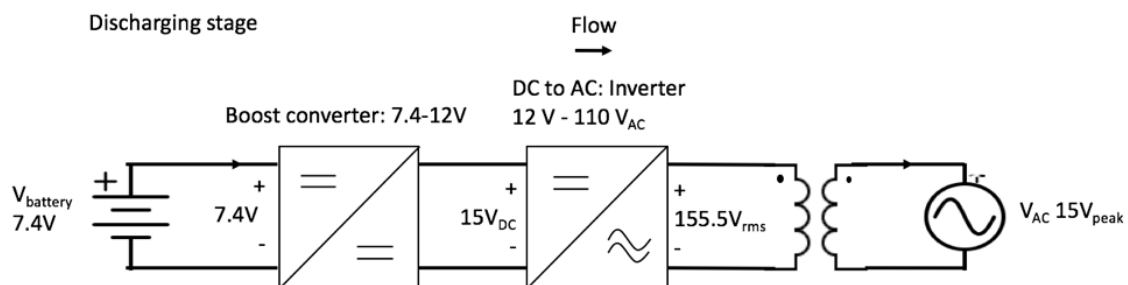 Discharging stage
Flow
DC to AC: Inverter
Boost converter: 7.4-12V
12 V - 110 VAC
Vbattery
7.4V
+
+
7.4V
-
+
15VDC
-
+
155.5Vrms
-
VAC 15Vpeak